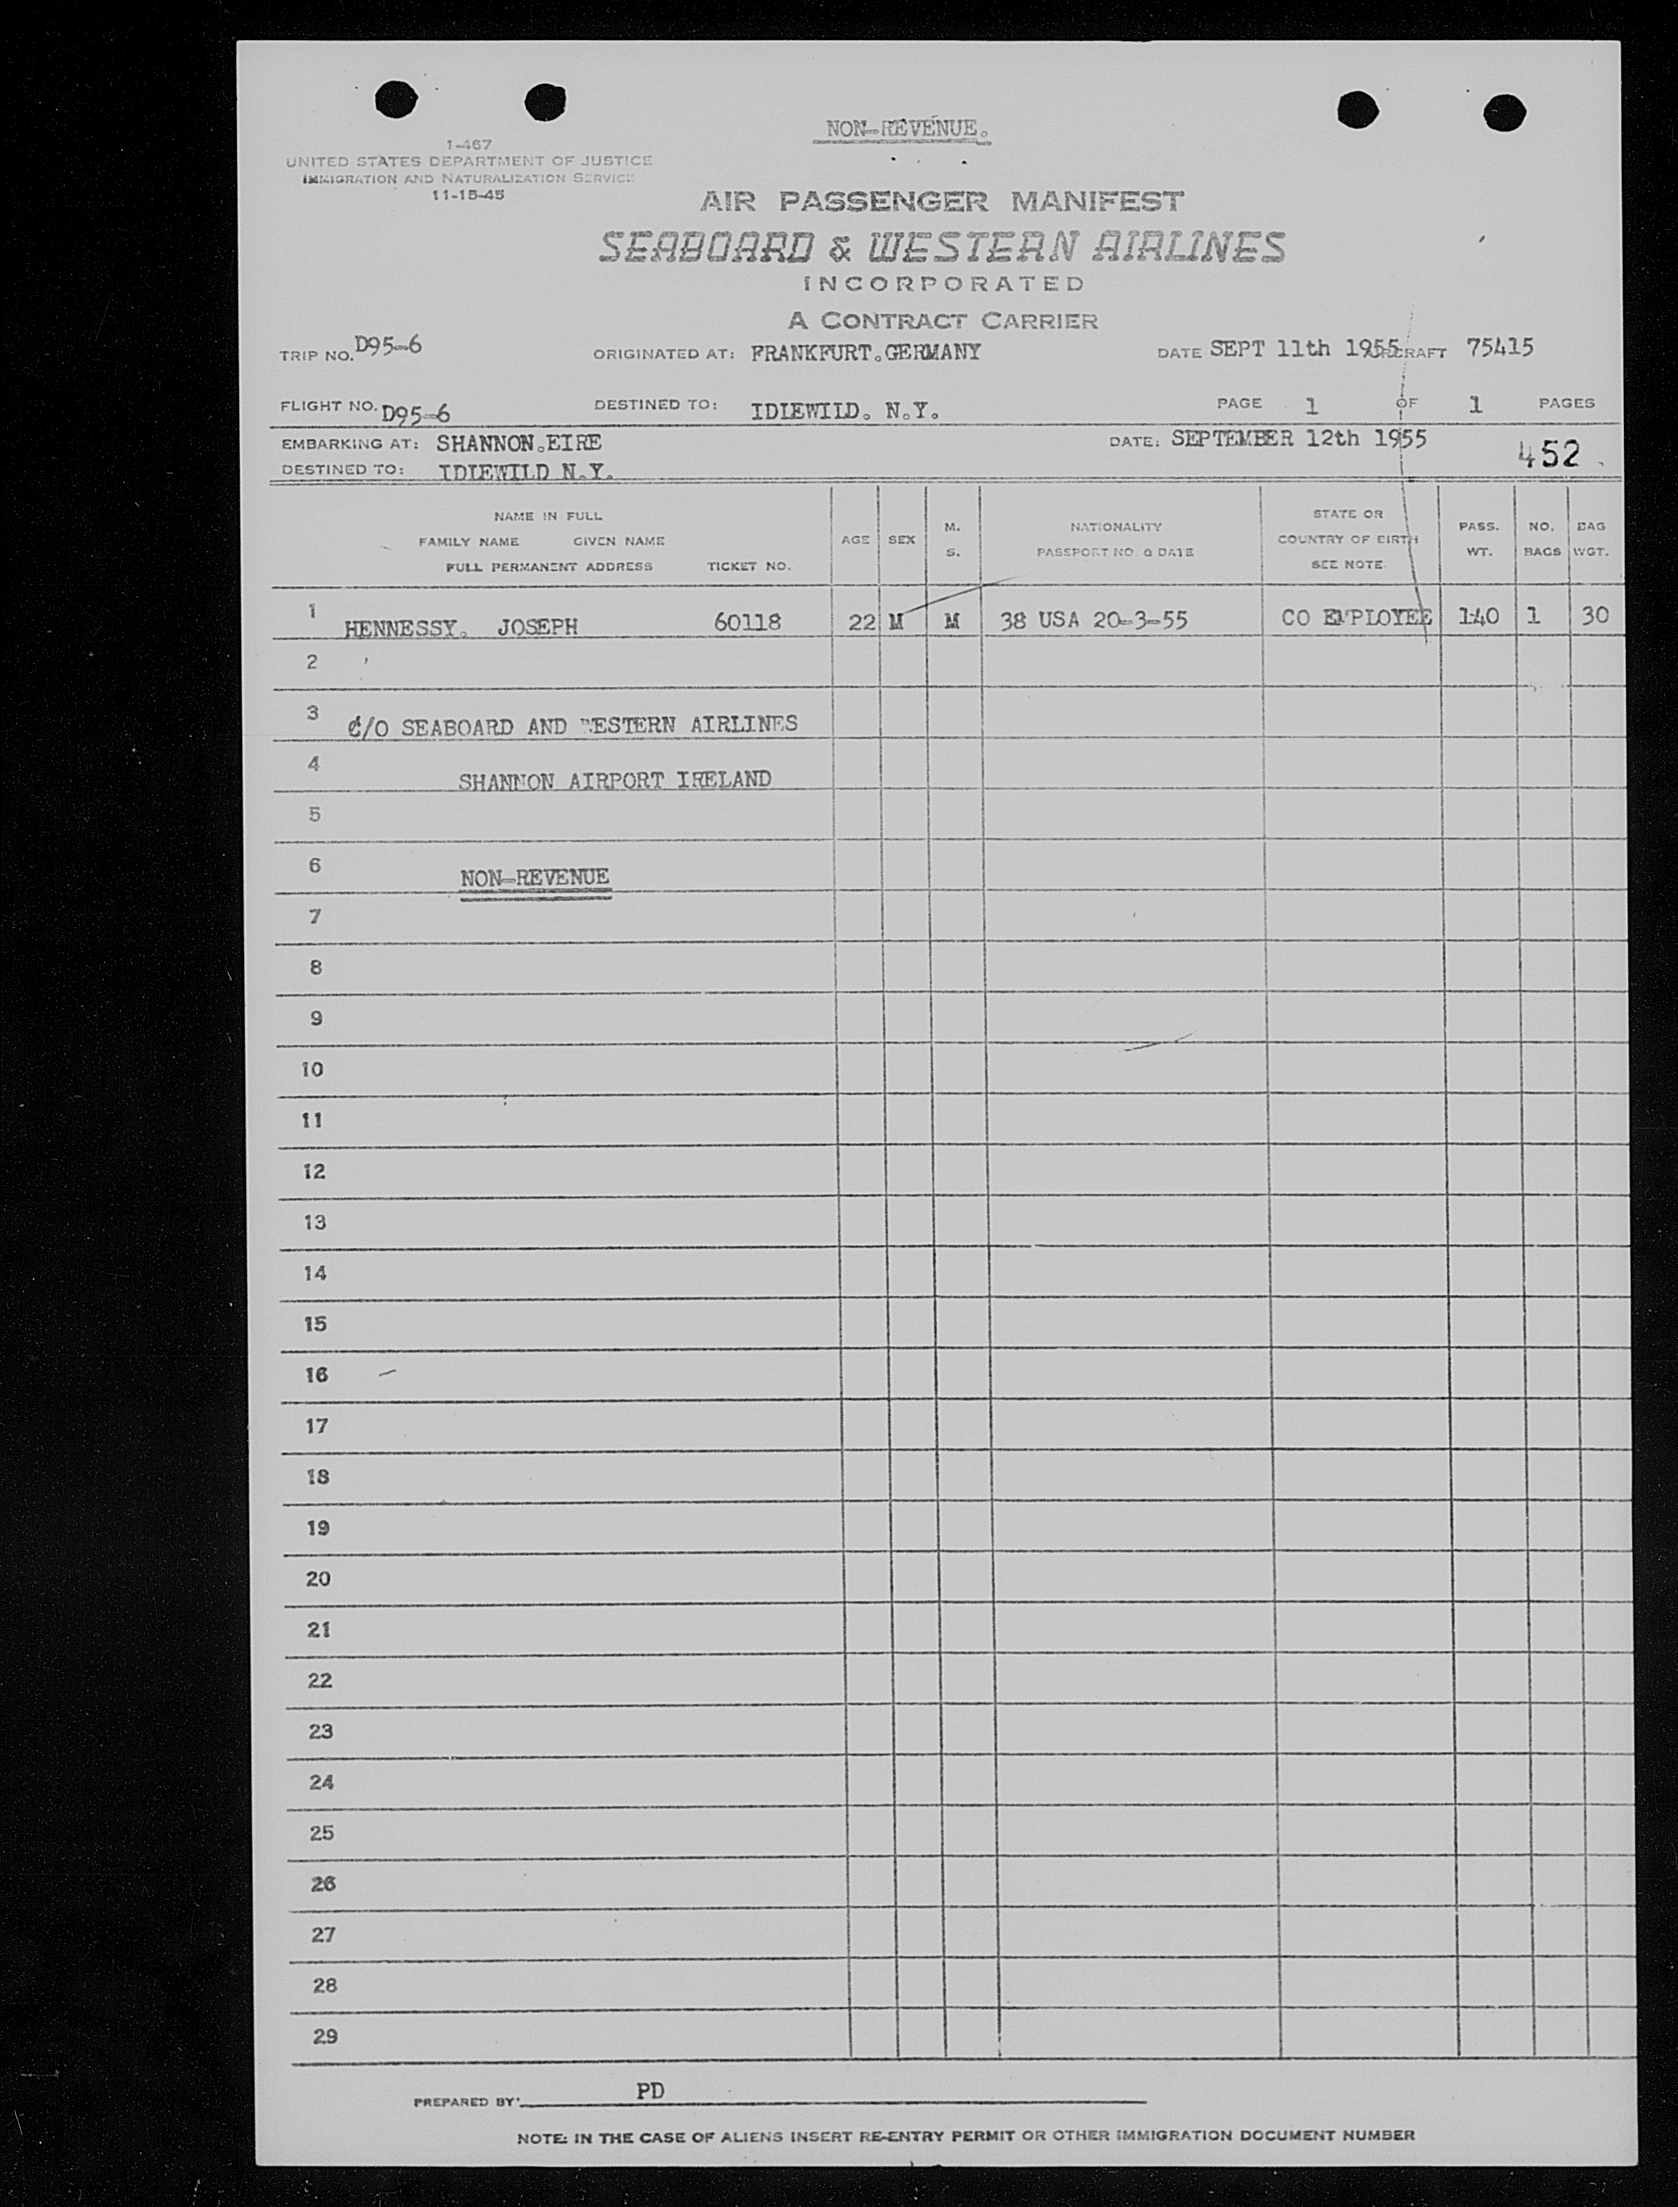 NON-REVENUE.
1-467
UNITED STATES DEPARTMENT OF JUSTICE
IMMIGRATION AND NATURALIZATION SERVICE
11-15-45
AIR PASSENGER MANIFEST
SEABOARD & WESTERN AIRLINES
INCORPORATED
A CONTRACT CARRIER
TRIP NO. D95-6 ORIGINATED AT: FRANKFURT.GERMANY DATE SEPT 11th 1955 AIRCRAFT 75415
FLIGHT NO. D95-6 DESTINED TO: IDLEWILD. N.Y. PAGE 1 OF 1 PAGES
EMBARKING AT: SHANNON.EIRE DATE: SEPTEMBER 12th 1955 452
DESTINED TO: IDLEWILD N.Y.
NAME IN FULL
FAMILY NAME GIVEN NAME
FULL PERMANENT ADDRESS TICKET NO. AGE SEX M. S. NATIONALITY PASSPORT NO. & DATE STATE OR COUNTRY OF BIRTH SEE NOTE PASS. WT. NO. BAGS BAG WGT.
1 HENNESSY. JOSEPH 60118 22 M M 38 USA 20-3-55 CO EMPLOYEE 140 1 30
2
3 C/O SEABOARD AND WESTERN AIRLINES
4 SHANNON AIRPORT IRELAND
5
6 NON-REVENUE
7
8
9
10
11
12
13
14
15
16
17
18
19
20
21
22
23
24
25
26
27
28
29
PREPARED BY: PD
NOTE: IN THE CASE OF ALIENS INSERT RE-ENTRY PERMIT OR OTHER IMMIGRATION DOCUMENT NUMBER